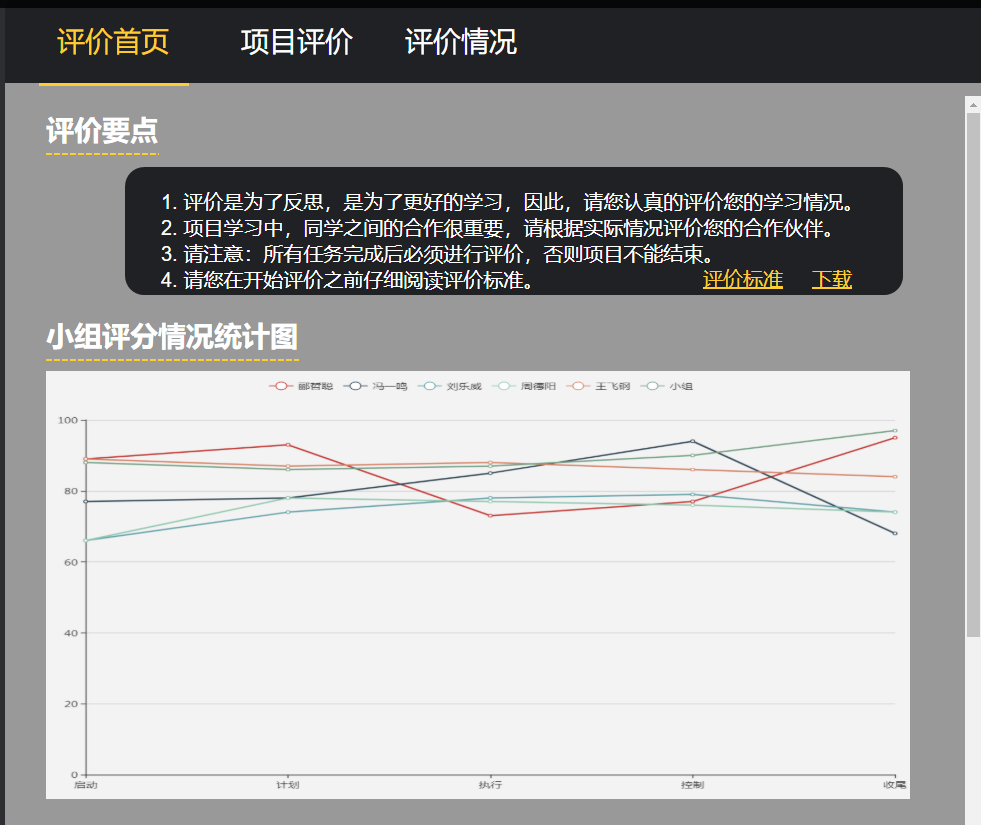 评价首页 项目评价 评价情况
评价要点
1. 评价是为了反思，是为了更好的学习，因此，请您认真的评价您的学习情况。
2. 项目学习中，同学之间的合作很重要，请根据实际情况评价您的合作伙伴。
3. 请注意：所有任务完成后必须进行评价，否则项目不能结束。
4. 请您在开始评价之前仔细阅读评价标准。 评价标准 下载
小组评分情况统计图
郦哲聪 冯一鸣 刘乐威 周德阳 王飞钢 小组
100
80
60
40
20
0
启动 计划 执行 控制 收尾